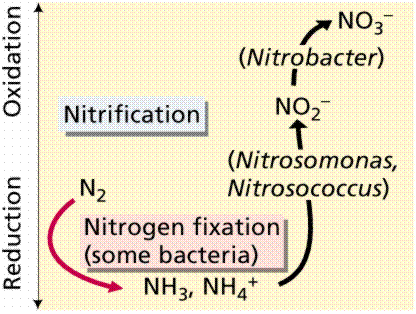 Oxidation
Reduction
NO₃⁻
(Nitrobacter)
NO₂⁻
Nitrification
(Nitrosomonas,
Nitrosococcus)
N₂
Nitrogen fixation
(some bacteria)
NH₃, NH₄⁺